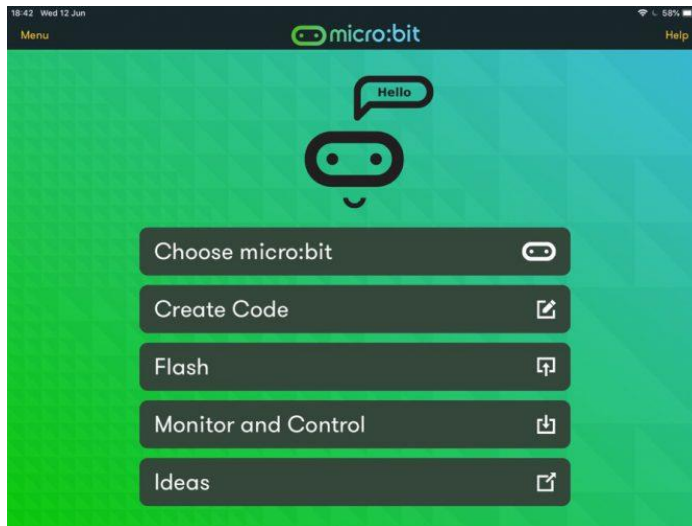 18:42 Wed 12 Jun
58%
Menu
micro:bit
Help
Hello
Choose micro:bit
Create Code
Flash
Monitor and Control
Ideas